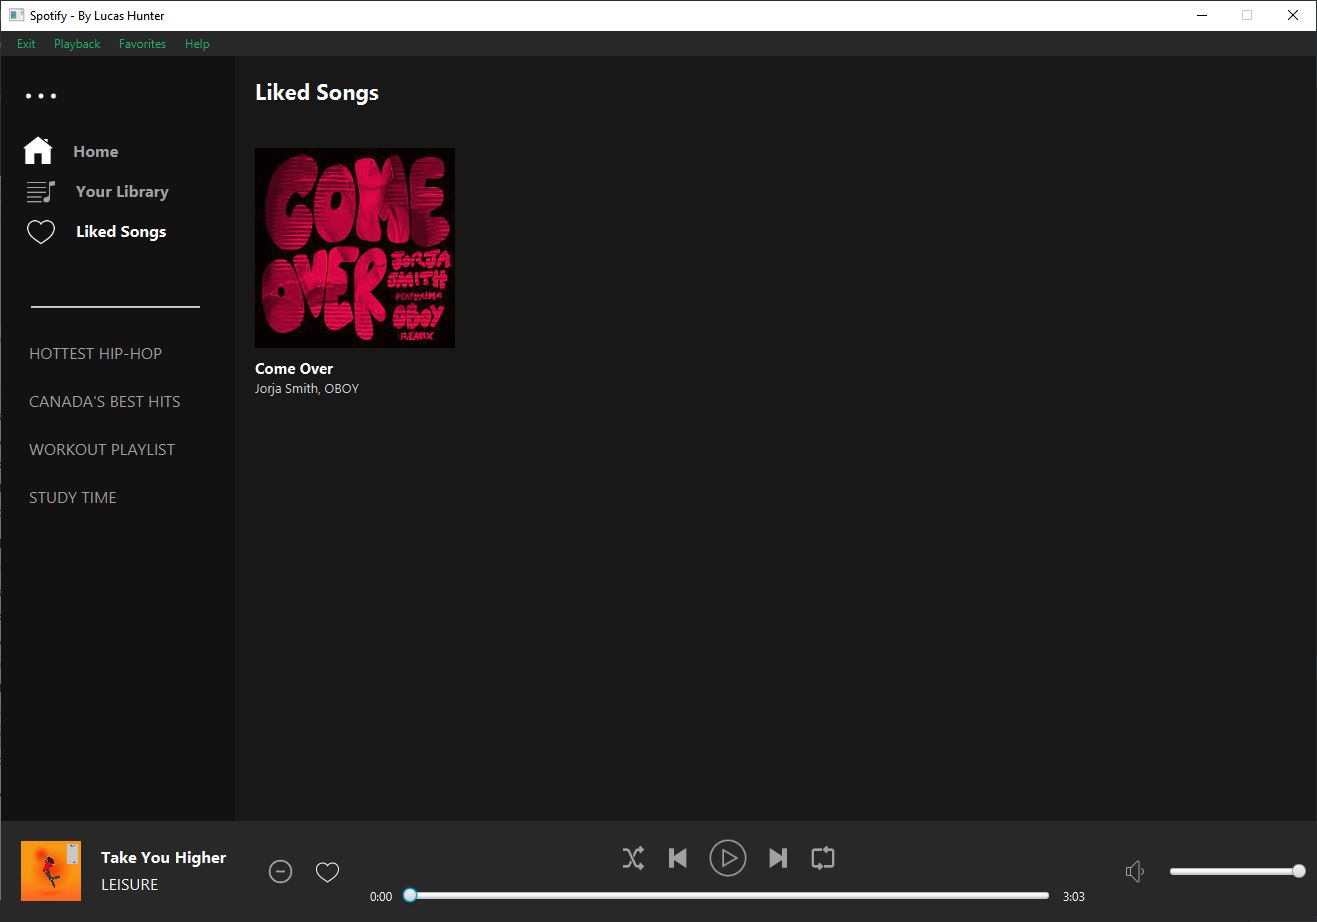 Spotify - By Lucas Hunter
Exit Playback Favorites Help
Home
Your Library
Liked Songs
HOTTEST HIP-HOP
CANADA'S BEST HITS
WORKOUT PLAYLIST
STUDY TIME
Liked Songs
COME
OVER
JORJA
SMITH
FEATURING
OBOY
REMIX
Come Over
Jorja Smith, OBOY
Take You Higher
LEISURE
0:00
3:03